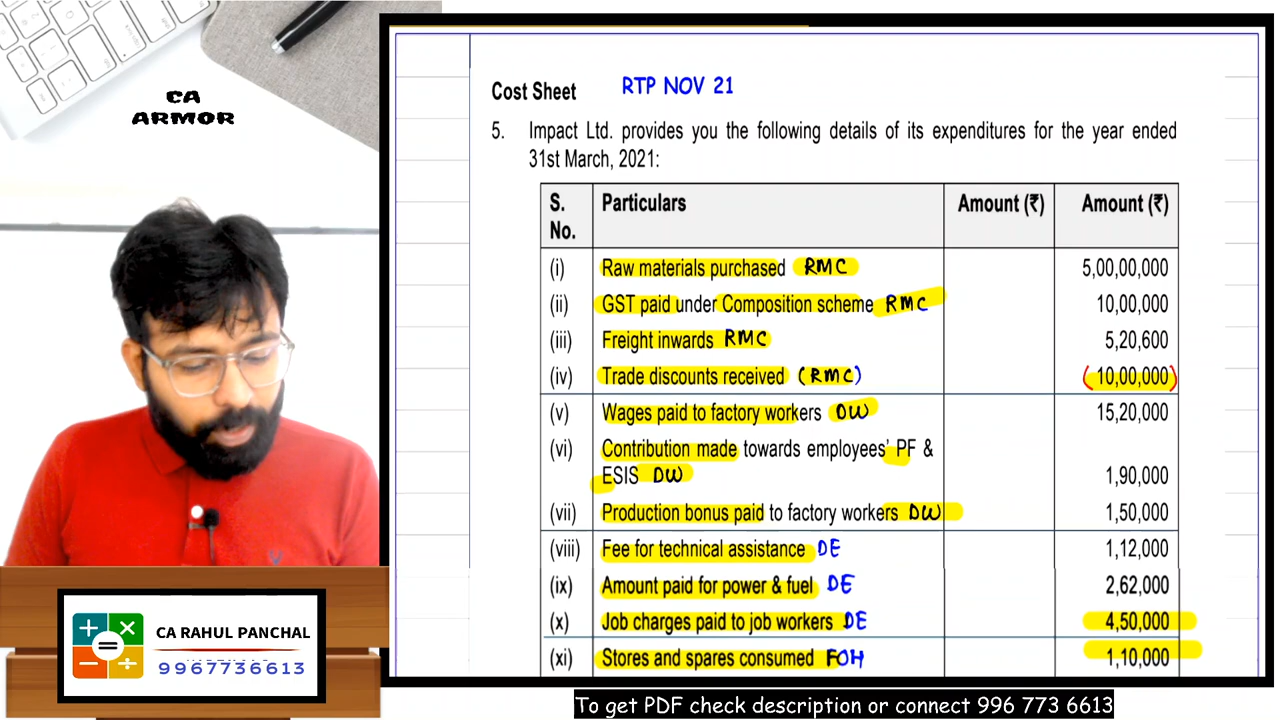 CA
ARMOR
Cost Sheet RTP NOV 21
5. Impact Ltd. provides you the following details of its expenditures for the year ended
31st March, 2021:
S. No. Particulars Amount (₹) Amount (₹)
(i) Raw materials purchased RMC 5,00,00,000
(ii) GST paid under Composition scheme RMC 10,00,000
(iii) Freight inwards RMC 5,20,600
(iv) Trade discounts received (RMC) (10,00,000)
(v) Wages paid to factory workers DW 15,20,000
(vi) Contribution made towards employees' PF &
ESIS DW 1,90,000
(vii) Production bonus paid to factory workers DW 1,50,000
(viii) Fee for technical assistance DE 1,12,000
(ix) Amount paid for power & fuel DE 2,62,000
(x) Job charges paid to job workers DE 4,50,000
(xi) Stores and spares consumed FOH 1,10,000
CA RAHUL PANCHAL
9967736613
To get PDF check description or connect 996 773 6613